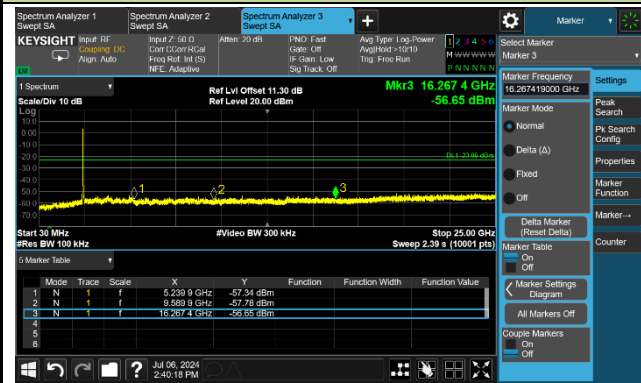 Spectrum Analyzer 1
Swept SA
Spectrum Analyzer 2
Swept SA
Spectrum Analyzer 3
Swept SA
Marker
KEYSIGHT
Input: RF
Coupling: DC
Align: Auto
Input Z: 50 Ω
Corr CCorr RCal
Freq Ref: Int (S)
NFE: Adaptive
Atten: 20 dB
PNO: Fast
Gate: Off
IF Gain: Low
Sig Track: Off
Avg Type: Log-Power
Avg|Hold:>10/10
Trig: Free Run
1 2 3 4 5 6
M W W W W W
P N N N N N
LV
1 Spectrum
Scale/Div 10 dB
Log
Ref Lvl Offset 11.30 dB
Ref Level 20.00 dBm
Mkr3 16.267 4 GHz
-56.65 dBm
10.0
0.00
-10.0
-20.0
-30.0
-40.0
-50.0
-60.0
-70.0
1
2
3
Start 30 MHz
#Res BW 100 kHz
#Video BW 300 kHz
Stop 25.00 GHz
Sweep 2.39 s (10001 pts)
5 Marker Table
Mode Trace Scale X Y Function Function Width Function Value
1 N 1 f 5.239 9 GHz -57.34 dBm
2 N 1 f 9.589 9 GHz -57.78 dBm
3 N 1 f 16.267 4 GHz -56.65 dBm
4
5
6
Jul 06, 2024
2:40:18 PM
Select Marker
Marker 3
Marker Frequency
16.267419000 GHz
Marker Mode
Normal
Delta (Δ)
Fixed
Off
Delta Marker
(Reset Delta)
Marker Table
On
Off
Marker Settings
Diagram
All Markers Off
Couple Markers
On
Off
Settings
Peak
Search
Pk Search
Config
Properties
Marker
Function
Marker→
Counter